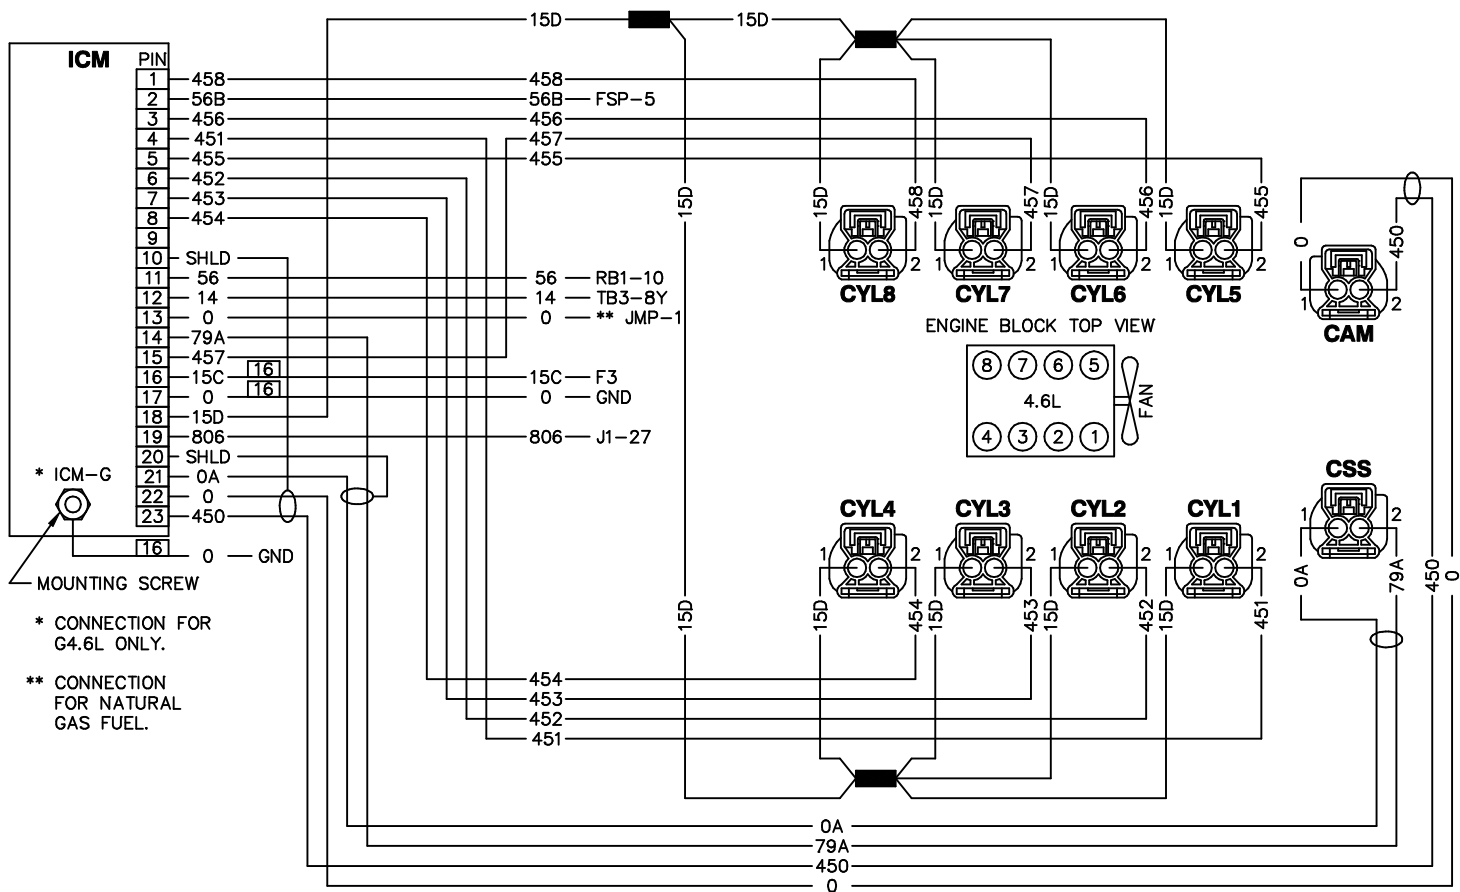 15D 15D
ICM PIN
1 458 458
2 56B 56B FSP-5
3 456 456
4 451 457
5 455 455
6 452
7 453
8 454
9
10 SHLD
11 56 56 RB1-10
12 14 14 TB3-8Y
13 0 0 ** JMP-1
14 79A
15 457
16 15C 16 15C F3
17 0 16 0 GND
18 15D
19 806 806 J1-27
20 SHLD
21 0A
22 0
23 450
* ICM-G
16 0 GND
MOUNTING SCREW
* CONNECTION FOR
G4.6L ONLY.
** CONNECTION
FOR NATURAL
GAS FUEL.
15D 15D 458 15D 457 15D 456 15D 455
1 2 1 2 1 2 1 2
CYL8 CYL7 CYL6 CYL5
0 450
1 2
CAM
ENGINE BLOCK TOP VIEW
8 7 6 5
4.6L
FAN
4 3 2 1
CSS
1 2
0A 79A 450 0
CYL4 CYL3 CYL2 CYL1
1 2 1 2 1 2 1 2
15D 15D 454 15D 453 15D 452 15D 451
454
453
452
451
0A
79A
450
0